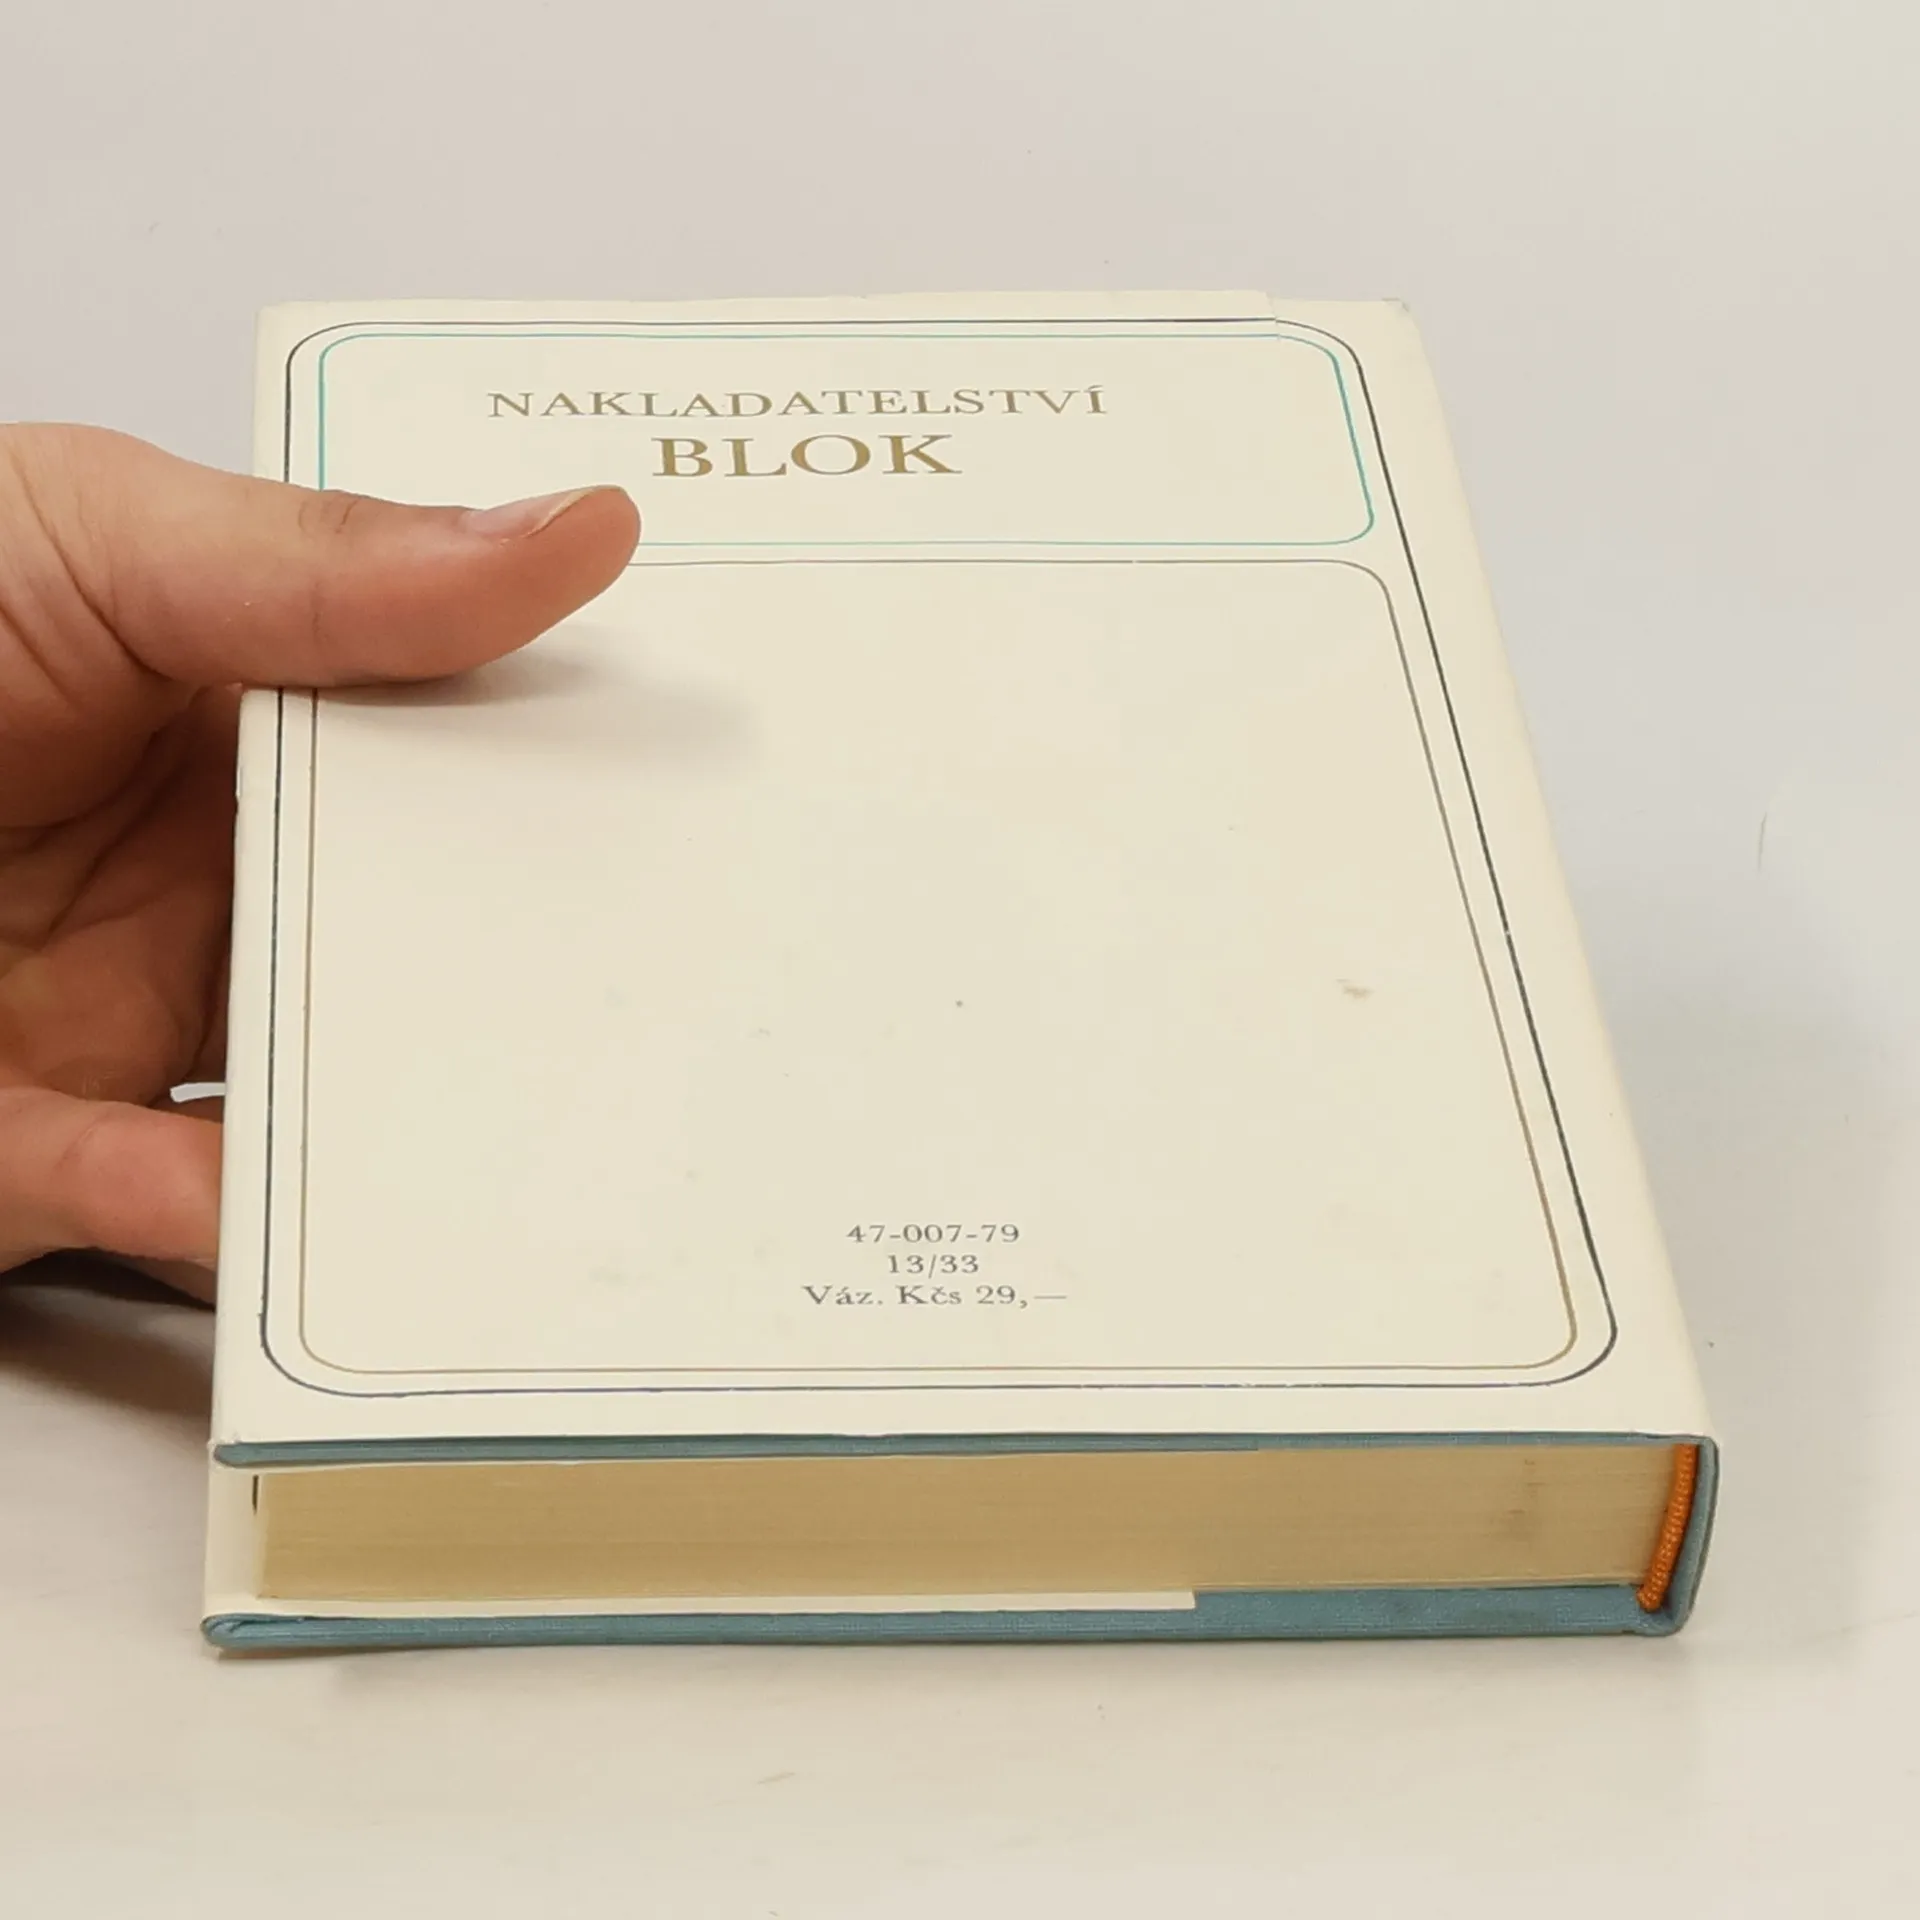 NAKLADATELSTVÍ
BLOK
47-007-79
13/33
Váz. Kčs 29,—